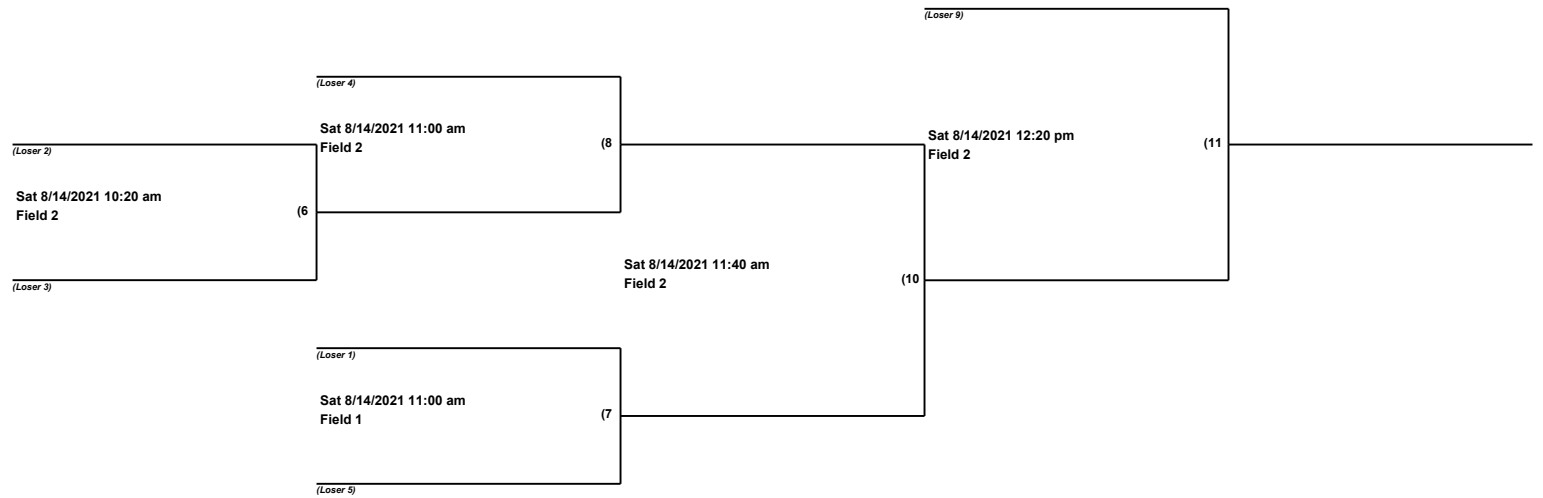 (Loser 9)
(Loser 4)
Sat 8/14/2021 11:00 am
Field 2
(8
Sat 8/14/2021 12:20 pm
Field 2
(11
(Loser 2)
Sat 8/14/2021 10:20 am
Field 2
(6
Sat 8/14/2021 11:40 am
Field 2
(10
(Loser 3)
(Loser 1)
Sat 8/14/2021 11:00 am
Field 1
(7
(Loser 5)